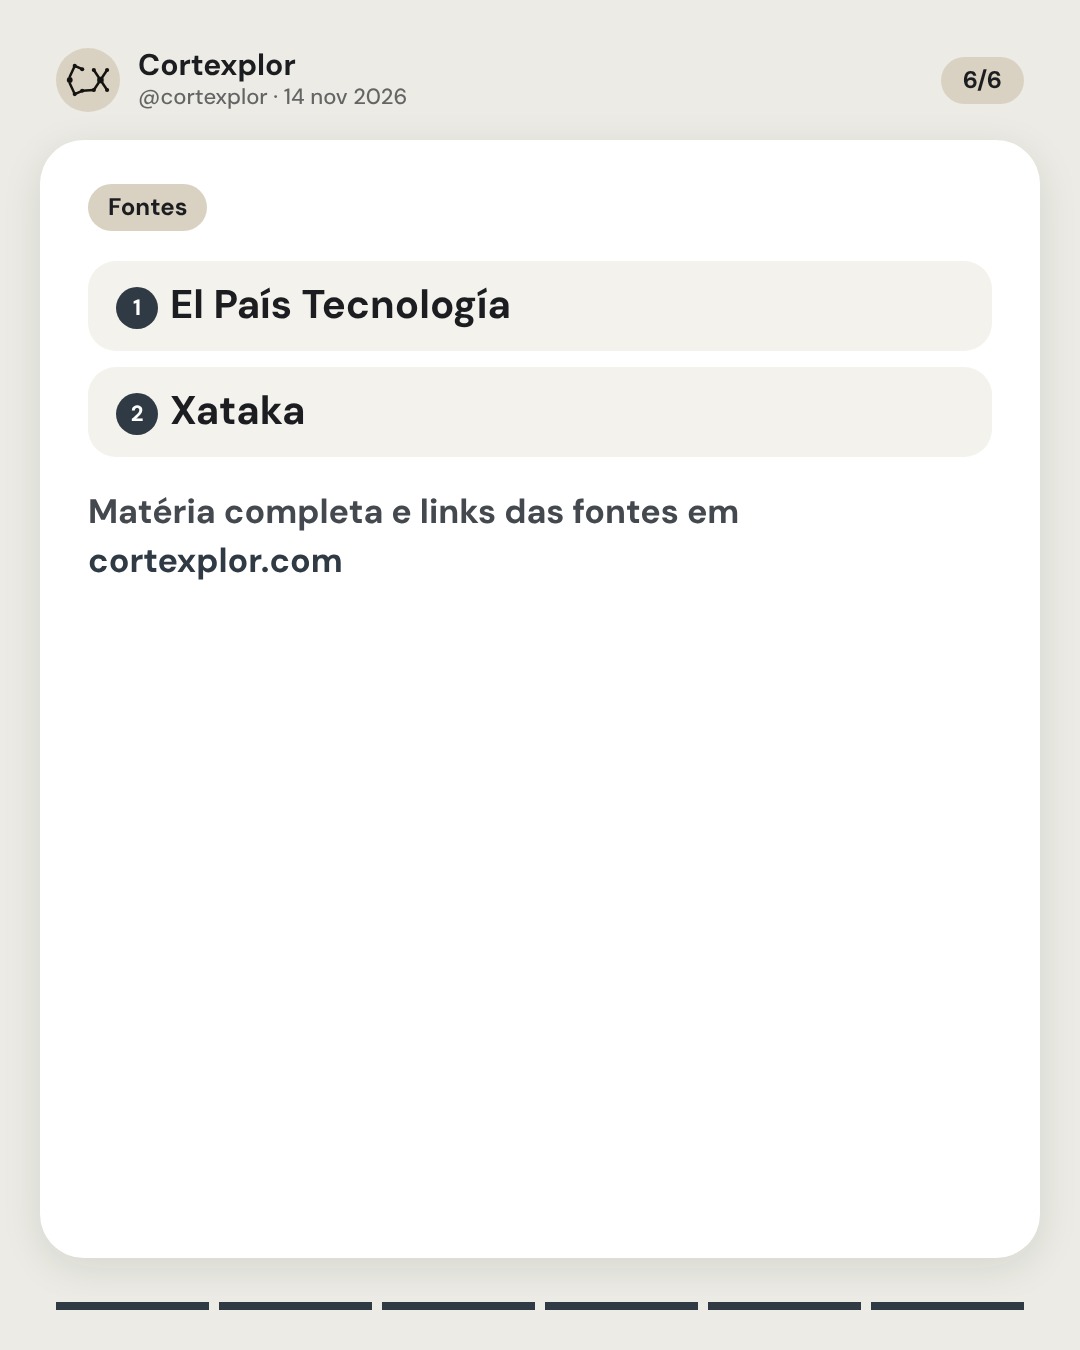 Cortexplor
@cortexplor · 14 nov 2026
6/6
Fontes
1 El País Tecnología
2 Xataka
Matéria completa e links das fontes em
cortexplor.com